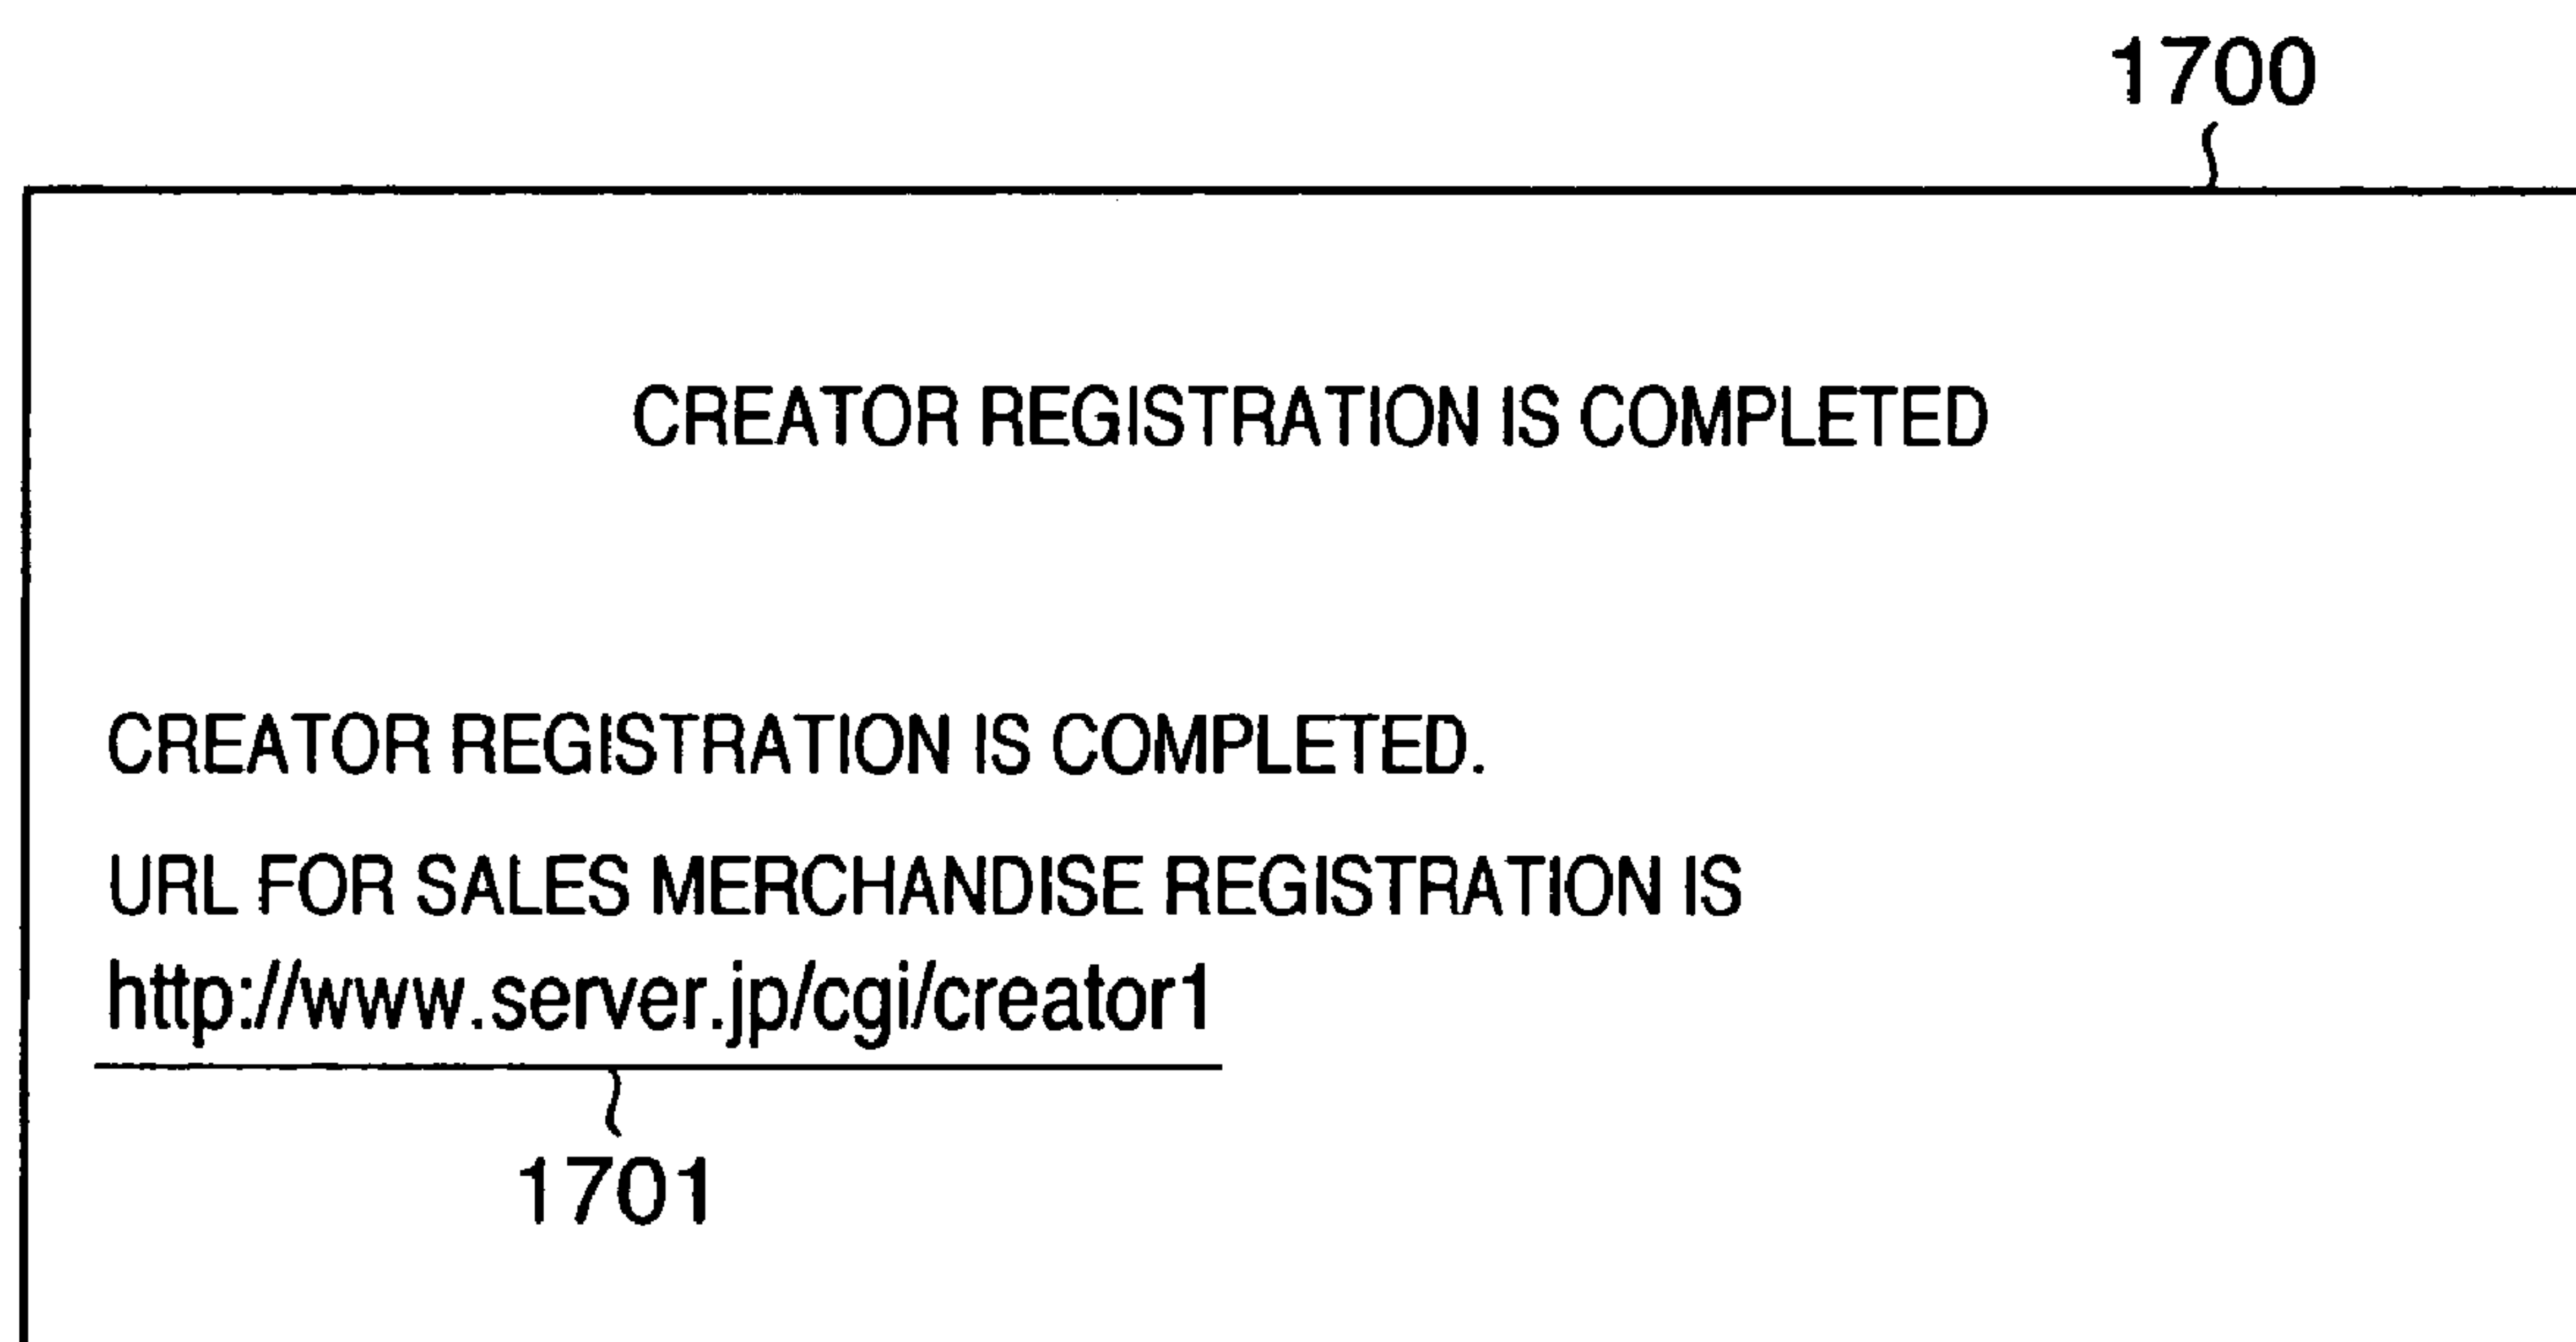 1700
CREATOR REGISTRATION IS COMPLETED
CREATOR REGISTRATION IS COMPLETED.
URL FOR SALES MERCHANDISE REGISTRATION IS
http://www.server.jp/cgi/creator1
1701